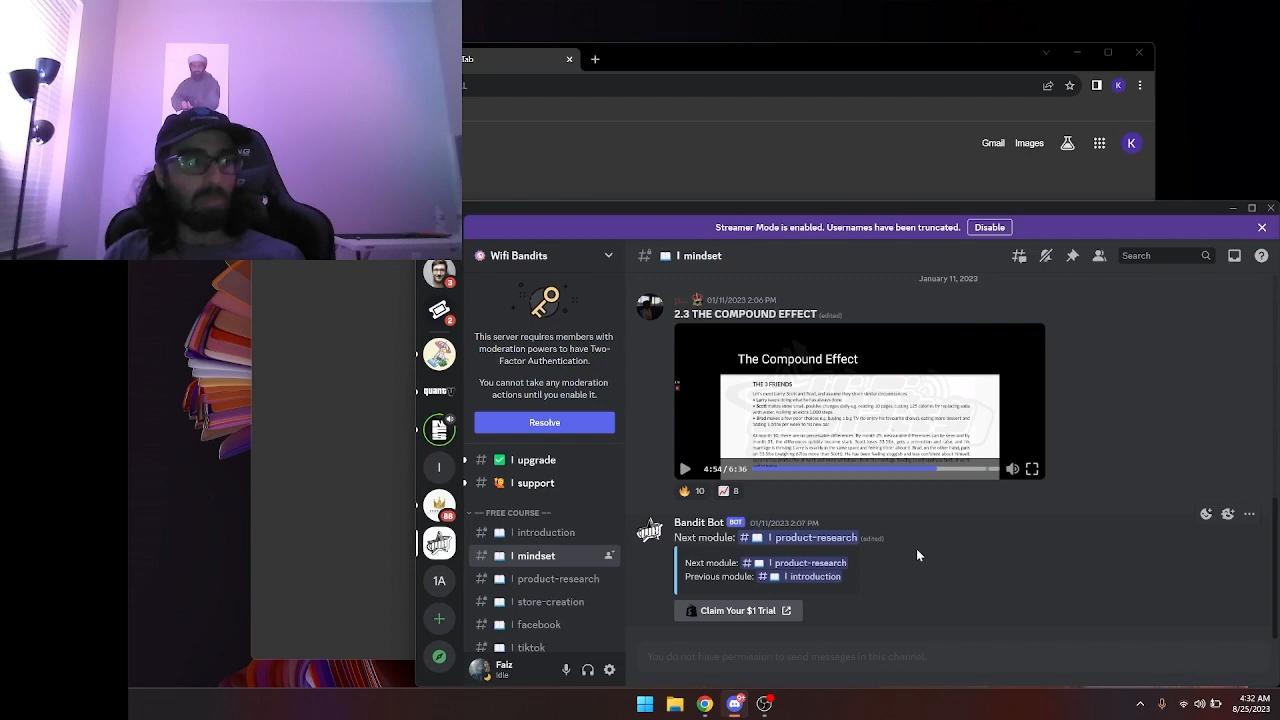 Tab
Gmail Images K
Streamer Mode is enabled. Usernames have been truncated. Disable
Wifi Bandits
I mindset
Search
January 11, 2023
This server requires members with
moderation powers to have Two-
Factor Authentication.
You cannot take any moderation
actions until you enable it.
Resolve
# I upgrade
# I support
FREE COURSE
I introduction
I mindset
I product-research
I store-creation
I facebook
I tiktok
Faiz
Idle
3
2
QUANT
I
88
1A
01/11/2023 2:06 PM
2.3 THE COMPOUND EFFECT (edited)
The Compound Effect
THE 3 FRIENDS
4:54 / 6:36
10
8
Bandit Bot BOT 01/11/2023 2:07 PM
Next module: # I product-research (edited)
Next module: # I product-research
Previous module: # I introduction
Claim Your $1 Trial
You do not have permission to send messages in this channel.
4:32 AM
8/25/2023